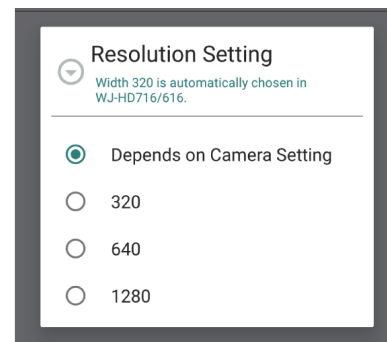 Resolution Setting
Width 320 is automatically chosen in
WJ-HD716/616.
Depends on Camera Setting
320
640
1280